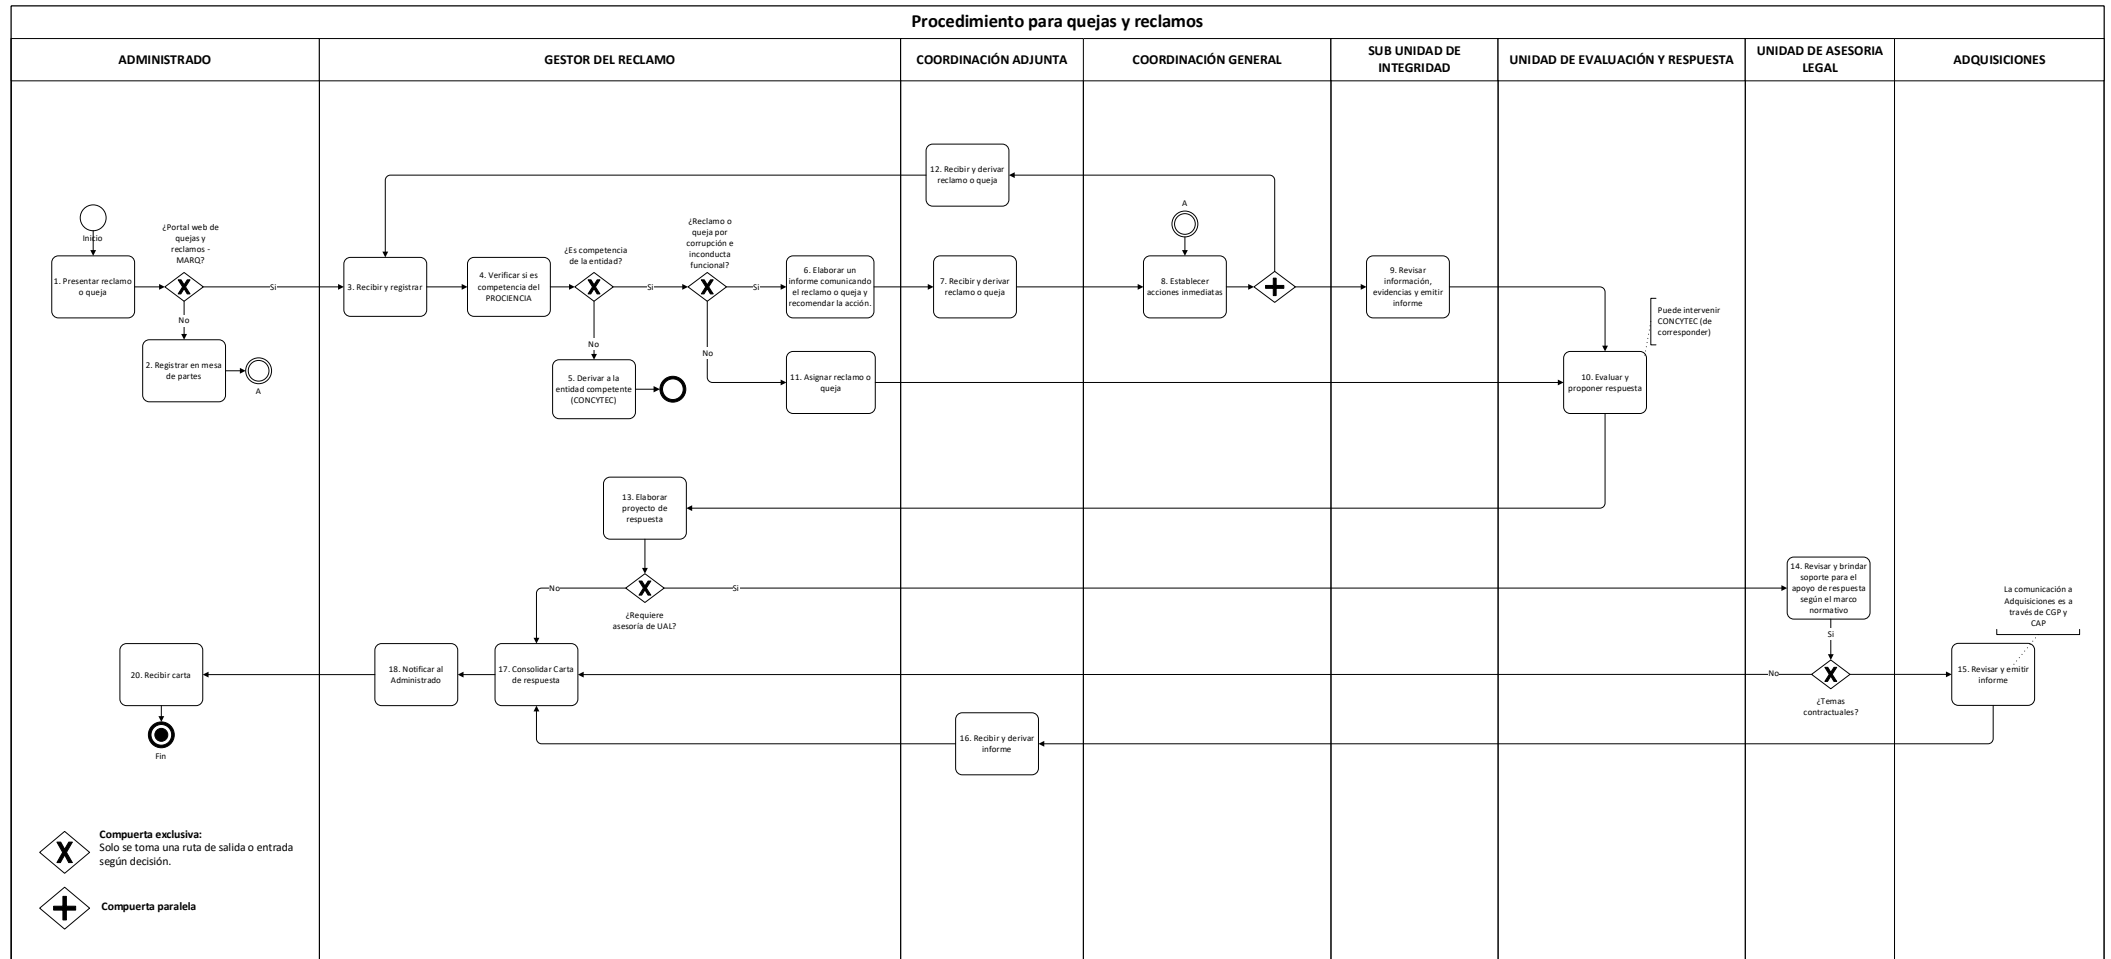 Procedimiento para quejas y reclamos
ADMINISTRADO
GESTOR DEL RECLAMO
COORDINACIÓN ADJUNTA
COORDINACIÓN GENERAL
SUB UNIDAD DE
INTEGRIDAD
UNIDAD DE EVALUACIÓN Y RESPUESTA
UNIDAD DE ASESORIA
LEGAL
ADQUISICIONES
12. Recibir y derivar
reclamo o queja
A
Inicio
¿Portal web de
quejas y
reclamos -
MARQ?
¿Es competencia
de la entidad?
¿Reclamo o
queja por
corrupción e
inconducta
funcional?
1. Presentar reclamo
o queja
Si
3. Recibir y registrar
4. Verificar si es
competencia del
PROCIENCIA
Si
Si
6. Elaborar un
informe comunicando
el reclamo o queja y
recomendar la acción.
7. Recibir y derivar
reclamo o queja
8. Establecer
acciones inmediatas
9. Revisar
información,
evidencias y emitir
informe
Puede intervenir
CONCYTEC (de
corresponder)
No
No
No
2. Registrar en mesa
de partes
A
5. Derivar a la
entidad competente
(CONCYTEC)
11. Asignar reclamo o
queja
10. Evaluar y
proponer respuesta
13. Elaborar
proyecto de
respuesta
No
Si
¿Requiere
asesoría de UAL?
14. Revisar y brindar
soporte para el
apoyo de respuesta
según el marco
normativo
La comunicación a
Adquisiciones es a
través de CGP y
CAP
Si
20. Recibir carta
18. Notificar al
Administrado
17. Consolidar Carta
de respuesta
No
15. Revisar y emitir
informe
¿Temas
contractuales?
16. Recibir y derivar
informe
Fin
Compuerta exclusiva:
Solo se toma una ruta de salida o entrada
según decisión.
Compuerta paralela